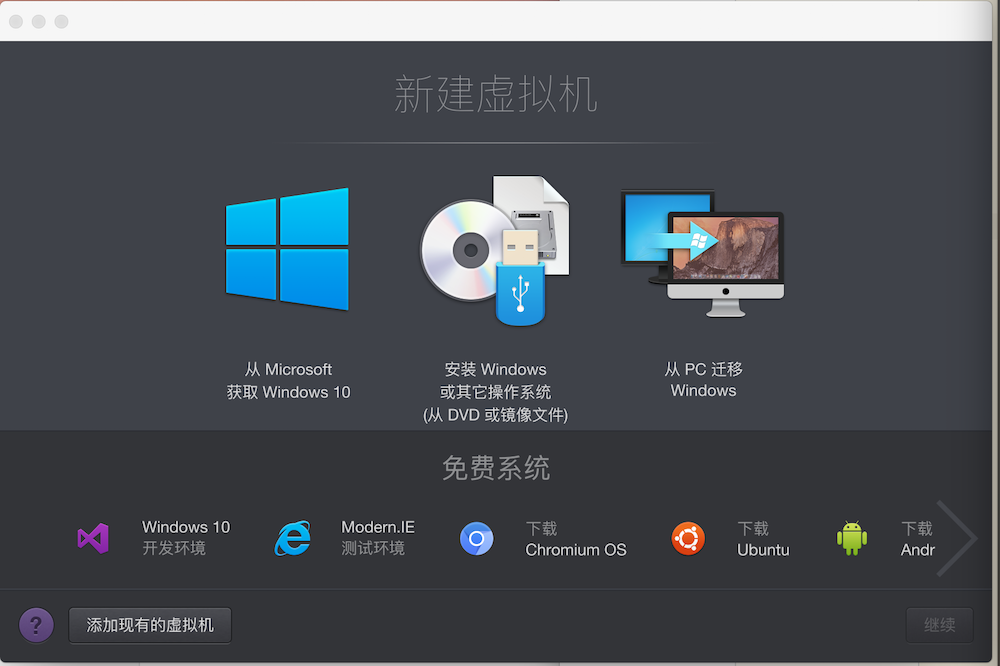 新建虚拟机
从 Microsoft
获取 Windows 10
安装 Windows
或其它操作系统
(从 DVD 或镜像文件)
从 PC 迁移
Windows
免费系统
Windows 10
开发环境
Modern.IE
测试环境
下载
Chromium OS
下载
Ubuntu
下载
Andr
?
添加现有的虚拟机
继续